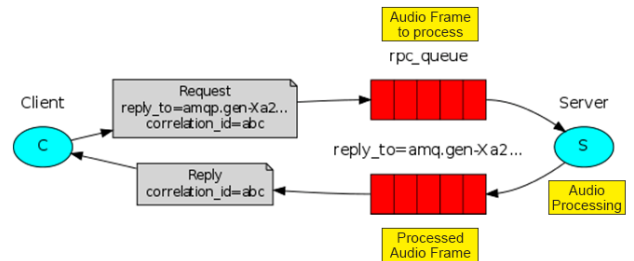 Audio Frame
to process
rpc_queue
Client
Request
reply_to=amqp.gen-Xa2...
correlation_id=abc
Server
C
S
reply_to=amq.gen-Xa2...
Reply
correlation_id=abc
Audio
Processing
Processed
Audio Frame